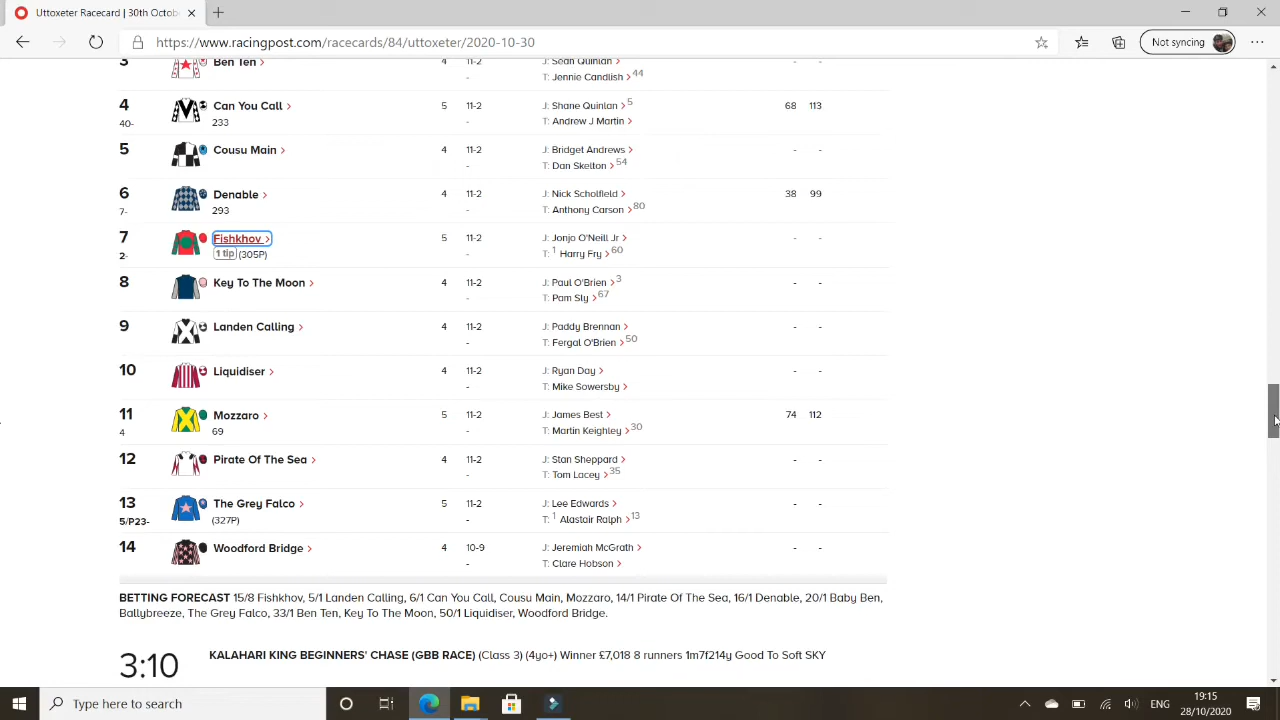 Uttoxeter Racecard | 30th Octob
https://www.racingpost.com/racecards/84/uttoxeter/2020-10-30
Not syncing
3 Ben Ten 4 11-2 J: Sean Quinlan - -
- T: Jennie Candlish 44
4 Can You Call 5 11-2 J: Shane Quinlan 5 68 113
40- 233 - T: Andrew J Martin
5 Cousu Main 4 11-2 J: Bridget Andrews - -
- T: Dan Skelton 54
6 Denable 4 11-2 J: Nick Scholfield 38 99
7- 293 - T: Anthony Carson 80
7 Fishkhov 5 11-2 J: Jonjo O'Neill Jr - -
2- 1 tip (305P) - T: 1 Harry Fry 60
8 Key To The Moon 4 11-2 J: Paul O'Brien 3 - -
- T: Pam Sly 67
9 Landen Calling 4 11-2 J: Paddy Brennan - -
- T: Fergal O'Brien 50
10 Liquidiser 4 11-2 J: Ryan Day - -
- T: Mike Sowersby
11 Mozzaro 5 11-2 J: James Best 74 112
4 69 - T: Martin Keighley 30
12 Pirate Of The Sea 4 11-2 J: Stan Sheppard - -
- T: Tom Lacey 35
13 The Grey Falco 5 11-2 J: Lee Edwards - -
5/P23- (327P) - T: 1 Alastair Ralph 13
14 Woodford Bridge 4 10-9 J: Jeremiah McGrath - -
- T: Clare Hobson
BETTING FORECAST 15/8 Fishkhov, 5/1 Landen Calling, 6/1 Can You Call, Cousu Main, Mozzaro, 14/1 Pirate Of The Sea, 16/1 Denable, 20/1 Baby Ben,
Ballybreeze, The Grey Falco, 33/1 Ben Ten, Key To The Moon, 50/1 Liquidiser, Woodford Bridge.
3:10 KALAHARI KING BEGINNERS' CHASE (GBB RACE) (Class 3) (4yo+) Winner £7,018 8 runners 1m7f214y Good To Soft SKY
Type here to search
ENG
19:15
28/10/2020